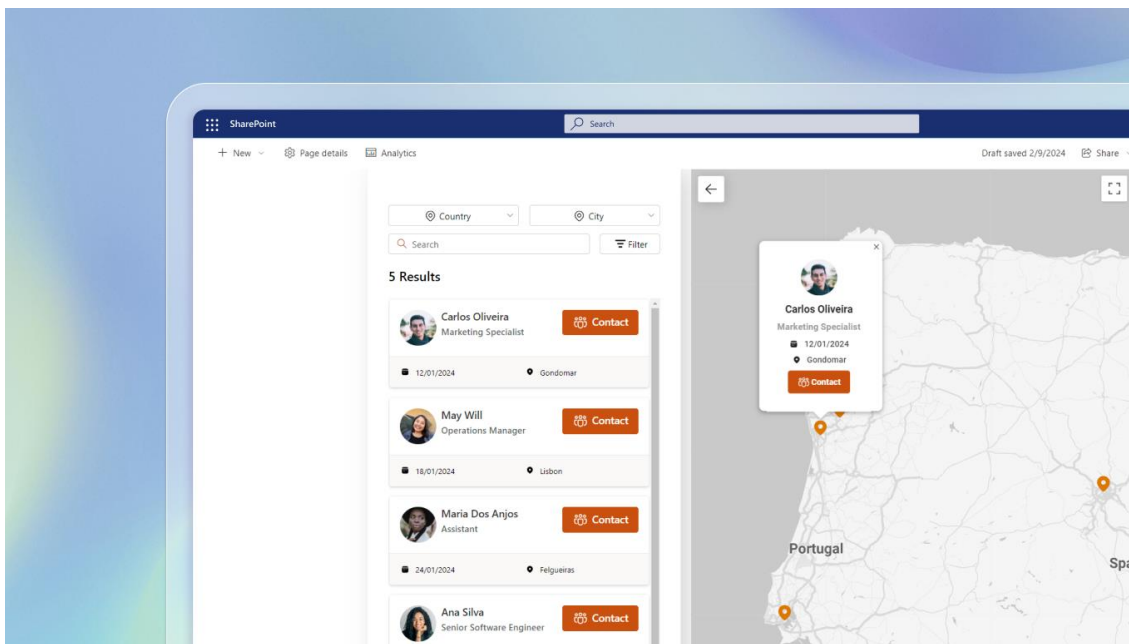 SharePoint
Search
New
Page details
Analytics
Draft saved 2/9/2024
Share
Country
City
Search
Filter
5 Results
Carlos Oliveira
Marketing Specialist
Contact
12/01/2024
Gondomar
May Will
Operations Manager
Contact
18/01/2024
Lisbon
Maria Dos Anjos
Assistant
Contact
24/01/2024
Felgueiras
Ana Silva
Senior Software Engineer
Contact
Carlos Oliveira
Marketing Specialist
12/01/2024
Gondomar
Contact
Portugal
Spa